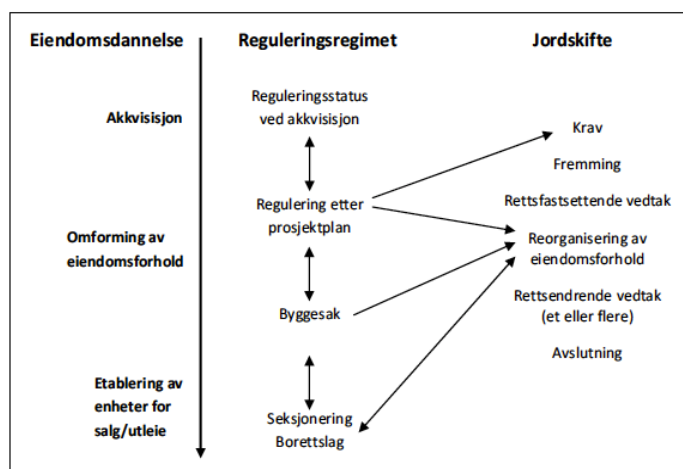 Eiendomsdannelse
Reguleringsregimet
Jordskifte
Akkvisisjon
Omforming av
eiendomsforhold
Etablering av
enheter for
salg/utleie
Reguleringsstatus
ved akkvisisjon
Regulering etter
prosjektplan
Byggesak
Seksjonering
Borettslag
Krav
Fremming
Rettsfastsettende vedtak
Reorganisering av
eiendomsforhold
Rettsendrende vedtak
(et eller flere)
Avslutning